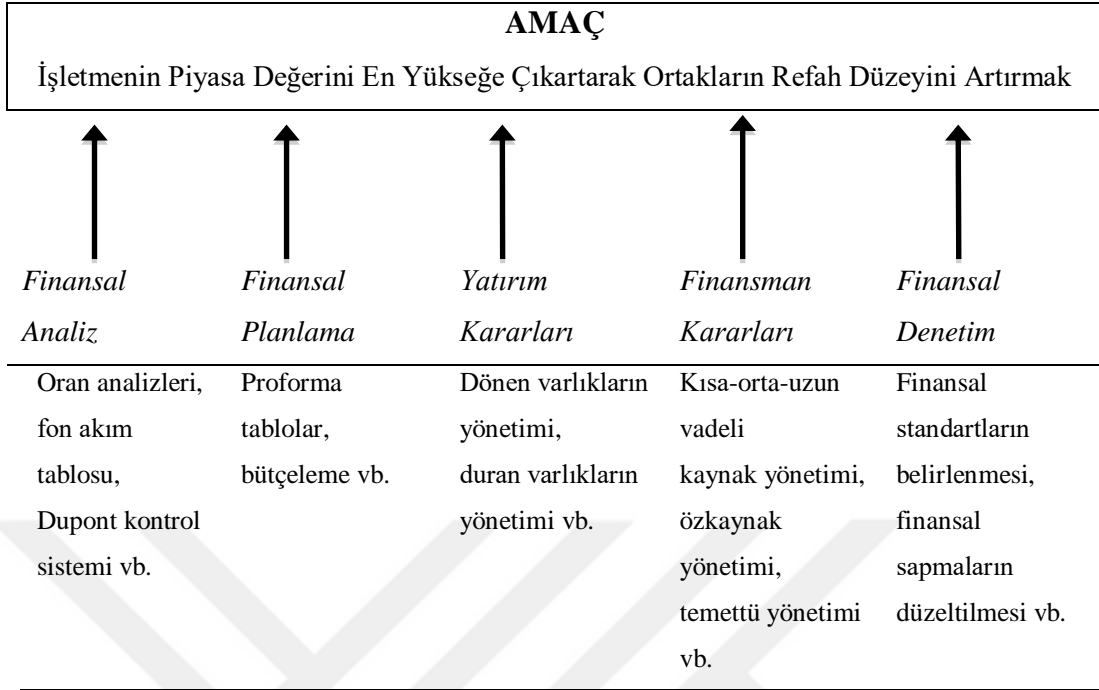 AMAÇ
İşletmenin Piyasa Değerini En Yükseğe Çıkartarak Ortakların Refah Düzeyini Artırmak
Finansal
Analiz
Finansal
Planlama
Yatırım
Kararları
Finansman
Kararları
Finansal
Denetim
Oran analizleri,
fon akım
tablosu,
Dupont kontrol
sistemi vb.
Proforma
tablolar,
bütçeleme vb.
Dönen varlıkların
yönetimi,
duran varlıkların
yönetimi vb.
Kısa-orta-uzun
vadeli
kaynak yönetimi,
özkaynak
yönetimi,
temettü yönetimi
vb.
Finansal
standartların
belirlenmesi,
finansal
sapmaların
düzeltilmesi vb.